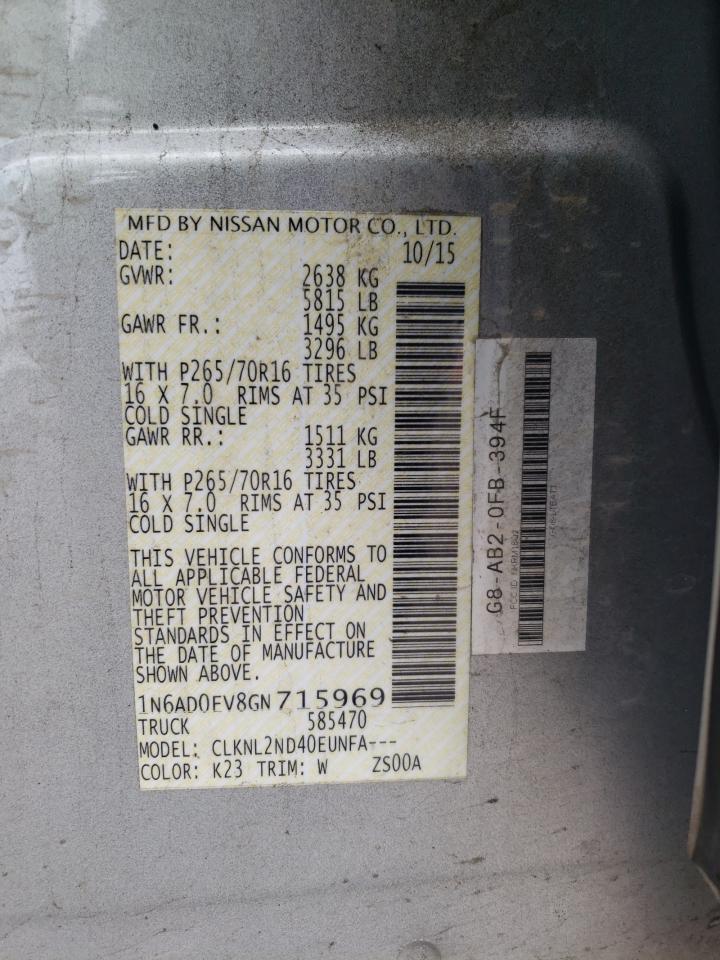 MFD BY NISSAN MOTOR CO., LTD.
DATE: 10/15
GVWR: 2638 KG
5815 LB
GAWR FR.: 1495 KG
3296 LB
WITH P265/70R16 TIRES
16 X 7.0 RIMS AT 35 PSI
COLD SINGLE
GAWR RR.: 1511 KG
3331 LB
WITH P265/70R16 TIRES
16 X 7.0 RIMS AT 35 PSI
COLD SINGLE
THIS VEHICLE CONFORMS TO
ALL APPLICABLE FEDERAL
MOTOR VEHICLE SAFETY AND
THEFT PREVENTION
STANDARDS IN EFFECT ON
THE DATE OF MANUFACTURE
SHOWN ABOVE.
1N6AD0EV8GN715969
TRUCK 585470
MODEL: CLKNL2ND40EUNFA---
COLOR: K23 TRIM: W ZS00A
G8-AB2-0FB-394F
FCC ID: